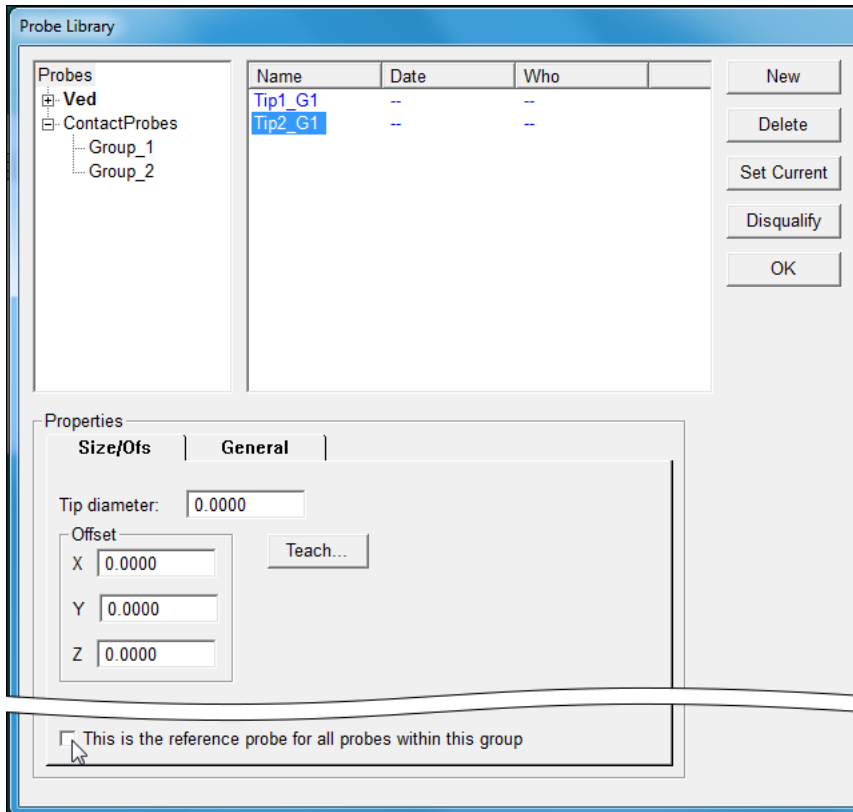 Probe Library
Probes
Ved
ContactProbes
Group_1
Group_2
Name Date Who
Tip1_G1 -- --
Tip2_G1 -- --
New
Delete
Set Current
Disqualify
OK
Properties
Size/Ofs General
Tip diameter: 0.0000
Offset
X 0.0000
Teach...
Y 0.0000
Z 0.0000
This is the reference probe for all probes within this group